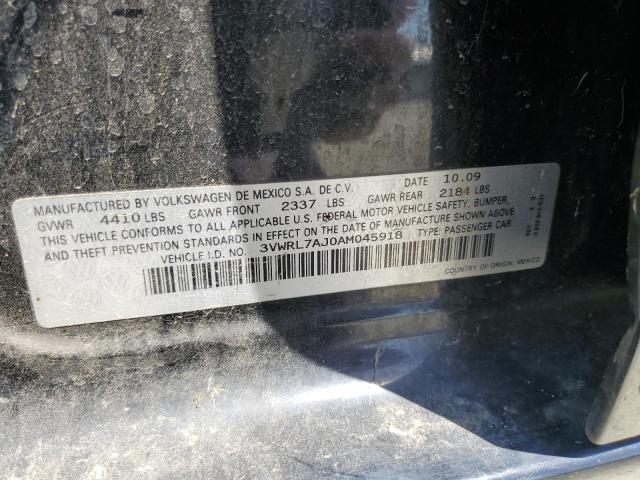 MANUFACTURED BY VOLKSWAGEN DE MEXICO S.A. DE C.V. DATE 10.09
GVWR 4410 LBS GAWR FRONT 2337 LBS GAWR REAR 2184 LBS
THIS VEHICLE CONFORMS TO ALL APPLICABLE U.S. FEDERAL MOTOR VEHICLE SAFETY, BUMPER,
AND THEFT PREVENTION STANDARDS IN EFFECT ON THE DATE OF MANUFACTURE SHOWN ABOVE.
VEHICLE I.D. NO. 3VWRL7AJ0AM045918 TYPE: PASSENGER CAR
COUNTRY OF ORIGIN: MEXICO